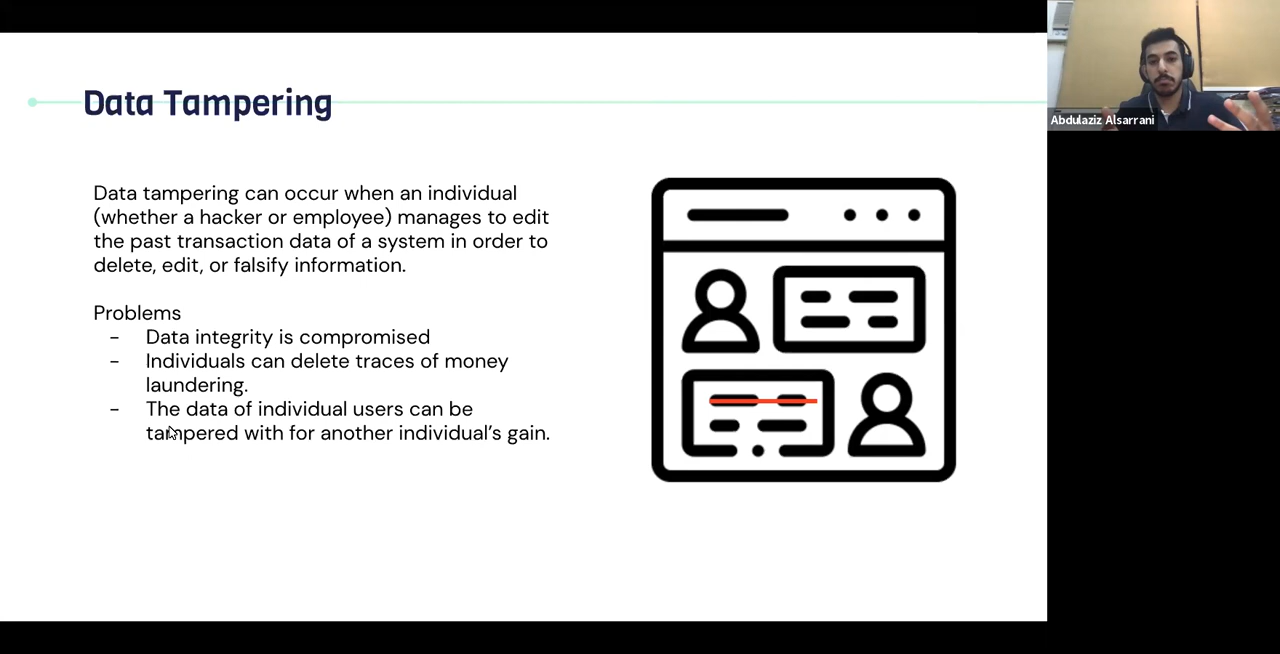 Data Tampering
Data tampering can occur when an individual
(whether a hacker or employee) manages to edit
the past transaction data of a system in order to
delete, edit, or falsify information.
Problems
- Data integrity is compromised
- Individuals can delete traces of money
laundering.
- The data of individual users can be
tampered with for another individual's gain.
Abdulaziz Alsarrani